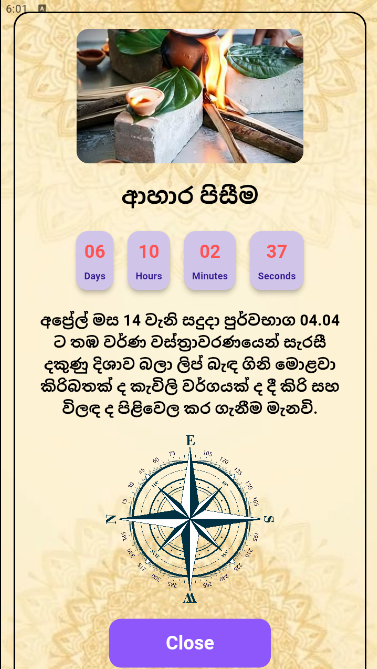 6:01 A
ආහාර පිසීම
06 10 02 37
Days Hours Minutes Seconds
අප්‍රේල් මස 14 වැනි සදුදා පුර්වභාග 04.04
ට තඹ වර්ණ වස්ත්‍රාවරණයෙන් සැරසී
දකුණු දිශාව බලා ලිප් බැඳ ගිනි මොළවා
කිරිබතක් ද කැවිලි වර්ගයක් ද දී කිරි සහ
විලඳ ද පිළිවෙල කර ගැනීම මැනවි.
E
N S
W
Close